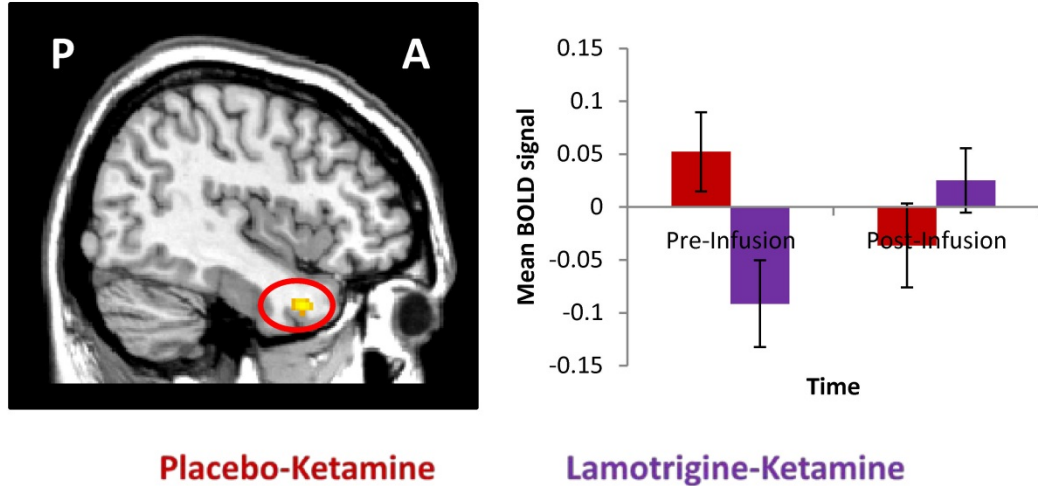 P A
0.15
0.1
0.05
0
-0.05
-0.1
-0.15
Mean BOLD signal
Pre-Infusion Post-Infusion
Time
Placebo-Ketamine Lamotrigine-Ketamine